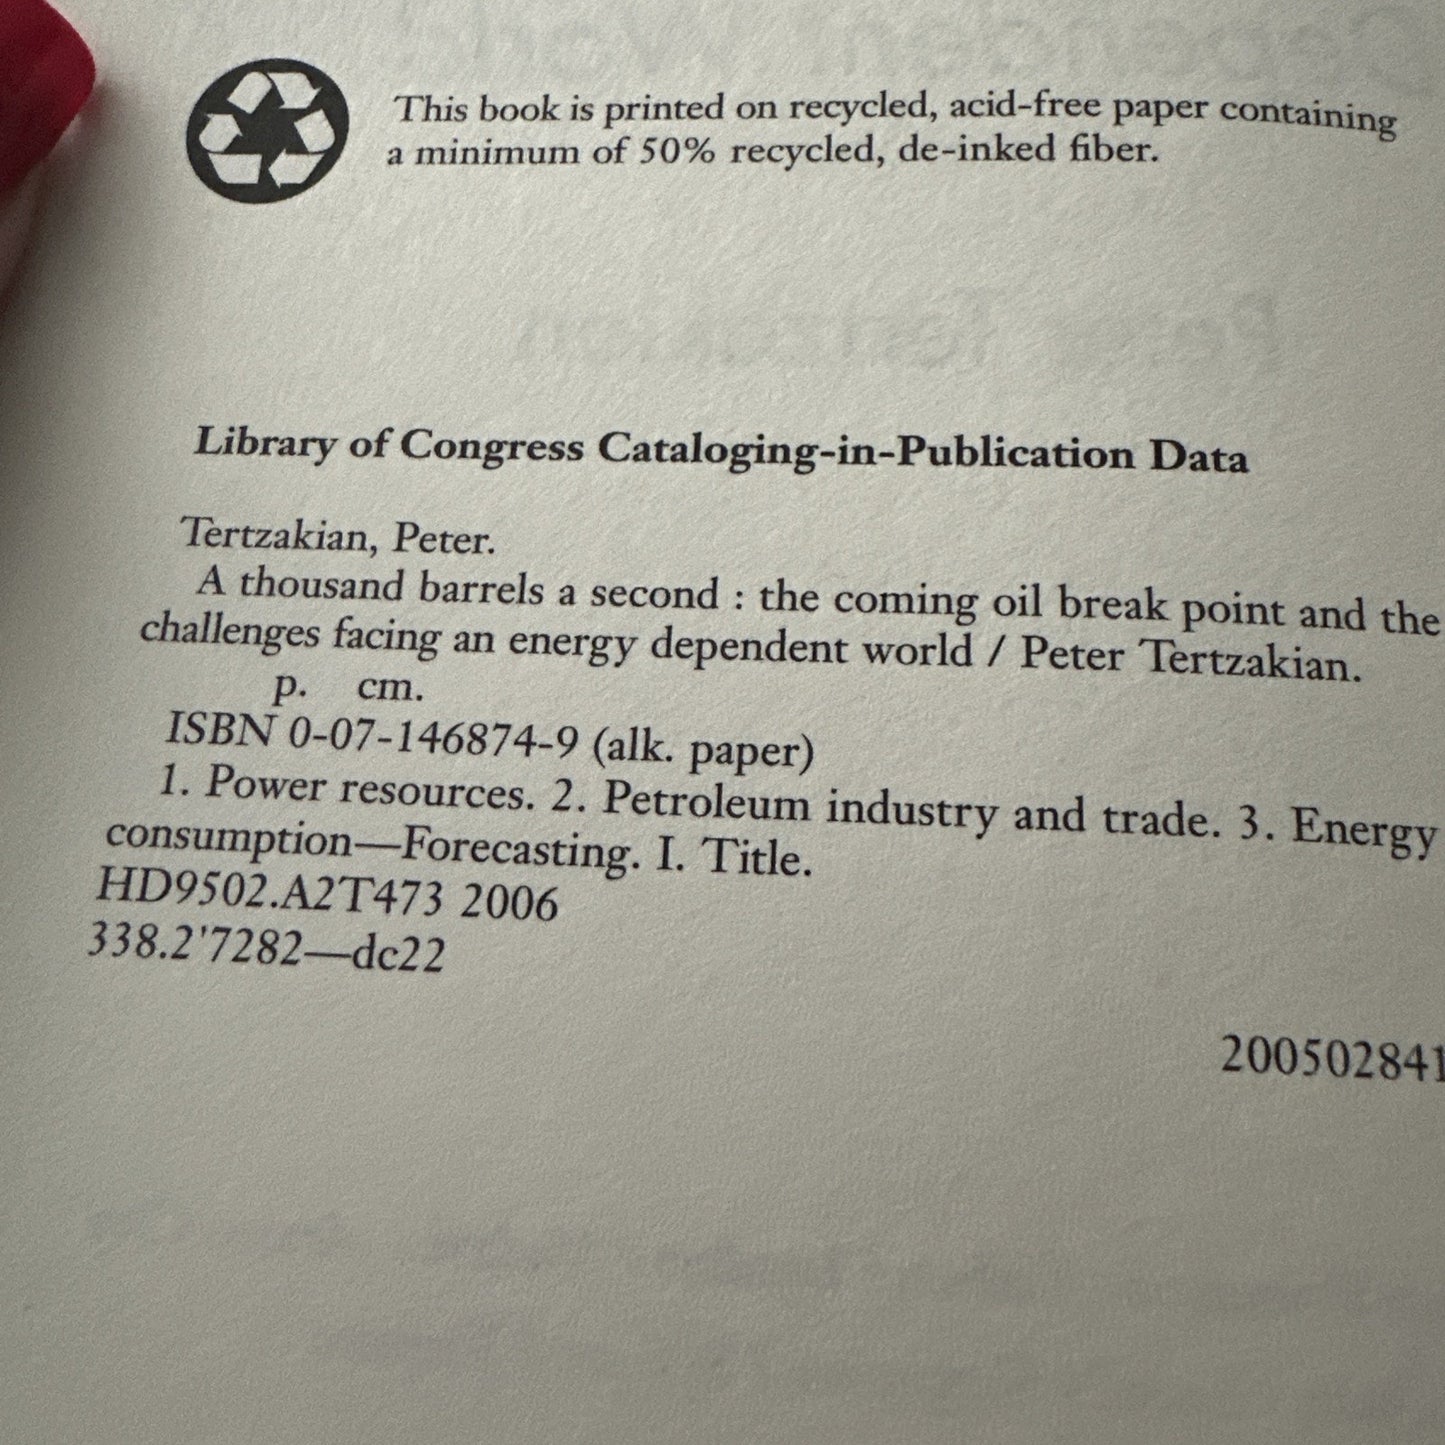 This book is printed on recycled, acid-free paper containing
a minimum of 50% recycled, de-inked fiber.
Library of Congress Cataloging-in-Publication Data
Tertzakian, Peter.
A thousand barrels a second : the coming oil break point and the
challenges facing an energy dependent world / Peter Tertzakian.
p. cm.
ISBN 0-07-146874-9 (alk. paper)
1. Power resources. 2. Petroleum industry and trade. 3. Energy
consumption—Forecasting. I. Title.
HD9502.A2T473 2006
338.2'7282—dc22
200502841